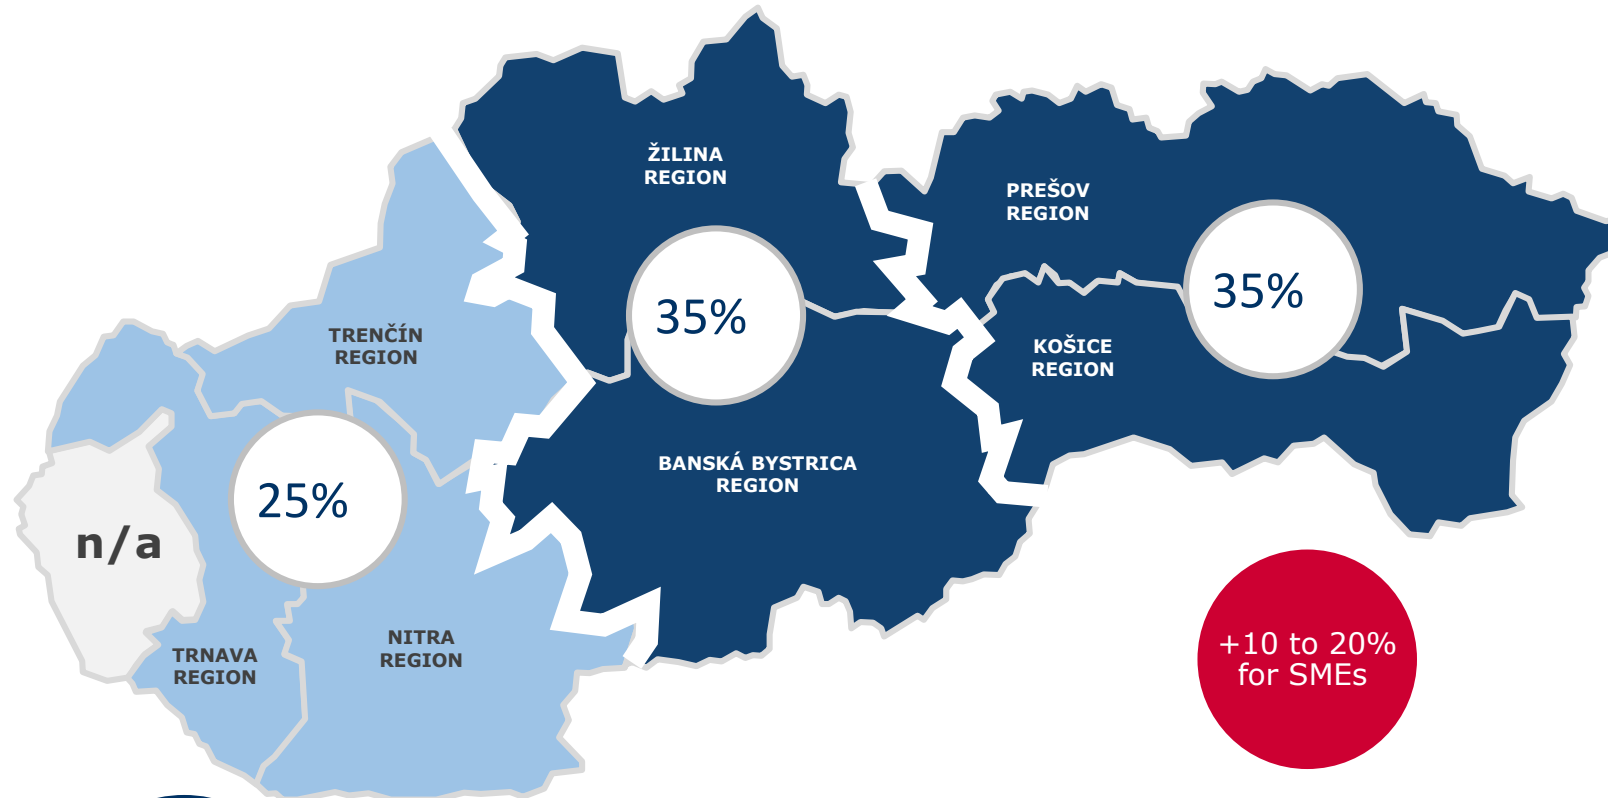 ŽILINA
REGION
PREŠOV
REGION
35%
35%
TRENČÍN
REGION
KOŠICE
REGION
BANSKÁ BYSTRICA
REGION
25%
n/a
NITRA
REGION
TRNAVA
REGION
+10 to 20%
for SMEs